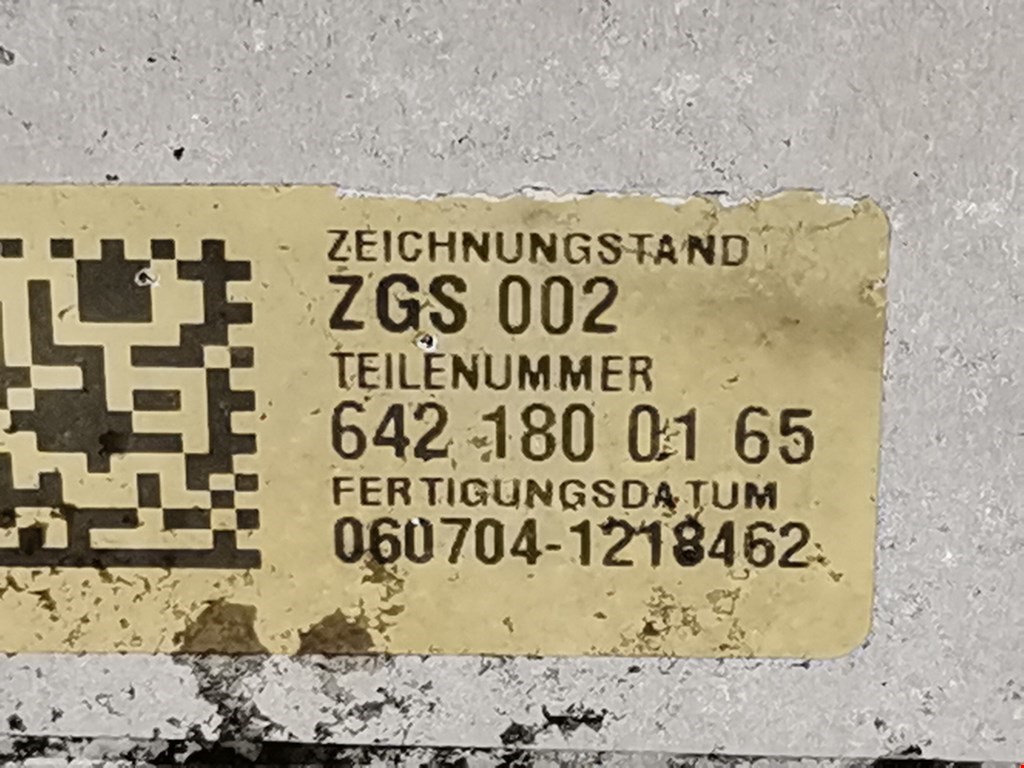 ZEICHNUNGSTAND
ZGS 002
TEILENUMMER
642 180 01 65
FERTIGUNGSDATUM
060704-1218462